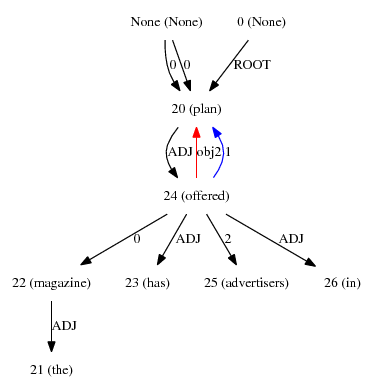 None (None) 0 (None)
0 0 ROOT
20 (plan)
ADJ obj2 1
24 (offered)
0 ADJ 2 ADJ
22 (magazine) 23 (has) 25 (advertisers) 26 (in)
ADJ
21 (the)